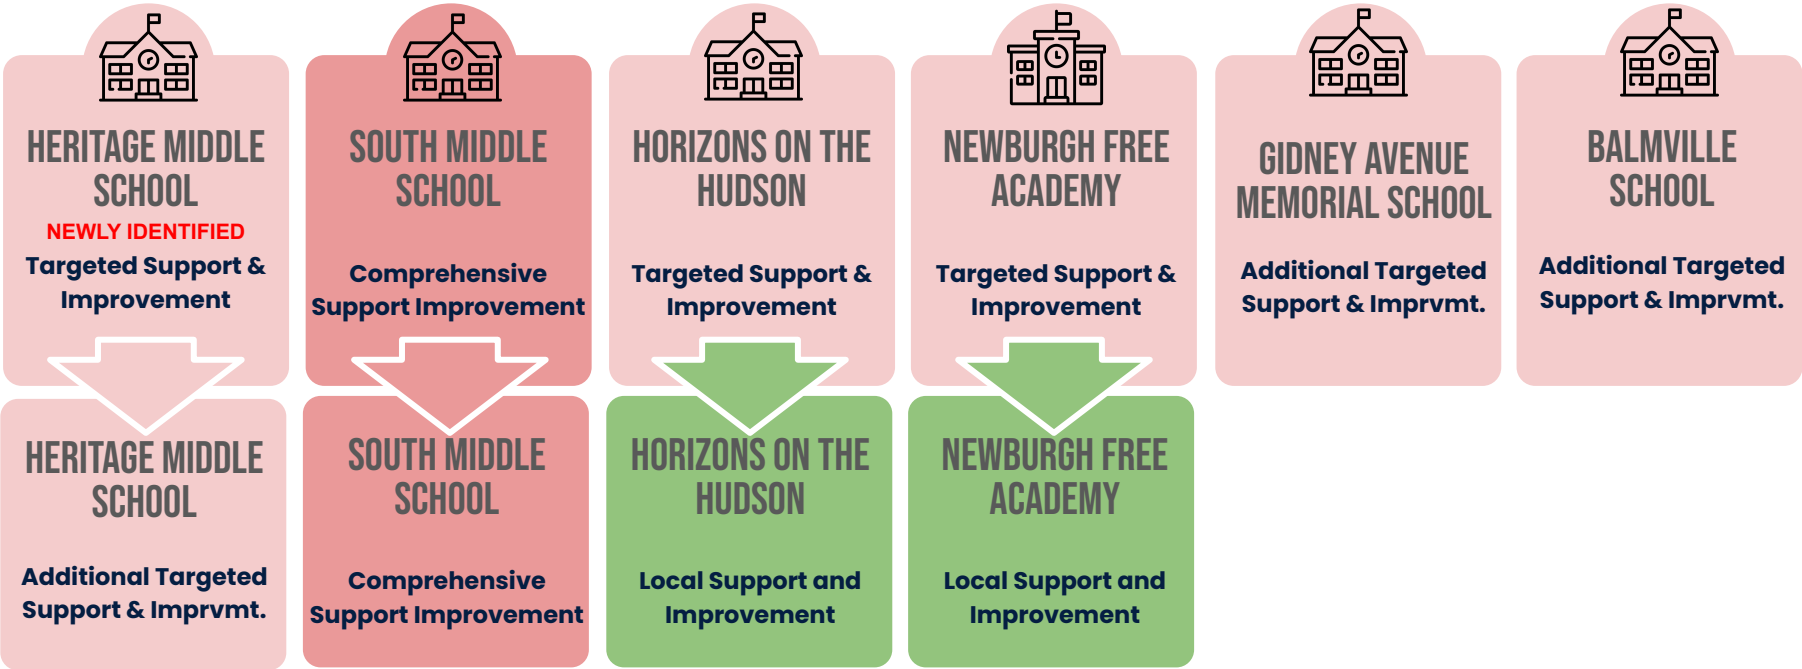 HERITAGE MIDDLE
SCHOOL
NEWLY IDENTIFIED
Targeted Support &
Improvement
SOUTH MIDDLE
SCHOOL
Comprehensive
Support Improvement
HORIZONS ON THE
HUDSON
Targeted Support &
Improvement
NEWBURGH FREE
ACADEMY
Targeted Support &
Improvement
GIDNEY AVENUE
MEMORIAL SCHOOL
Additional Targeted
Support & Imprvmt.
BALMVILLE
SCHOOL
Additional Targeted
Support & Imprvmt.
HERITAGE MIDDLE
SCHOOL
Additional Targeted
Support & Imprvmt.
SOUTH MIDDLE
SCHOOL
Comprehensive
Support Improvement
HORIZONS ON THE
HUDSON
Local Support and
Improvement
NEWBURGH FREE
ACADEMY
Local Support and
Improvement